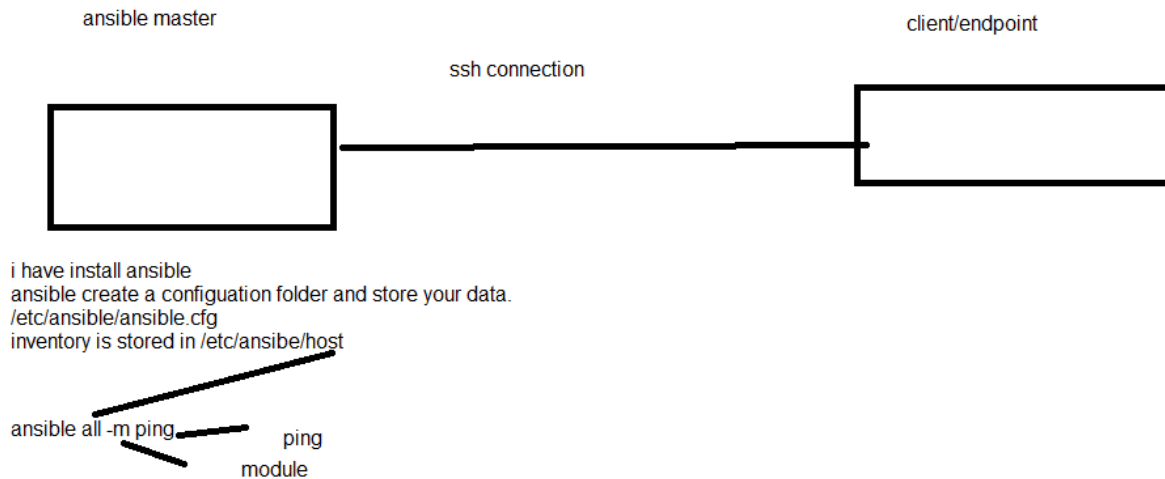 ansible master
client/endpoint
ssh connection
i have install ansible
ansible create a configuation folder and store your data.
/etc/ansible/ansible.cfg
inventory is stored in /etc/ansibe/host
ansible all -m ping
ping
module